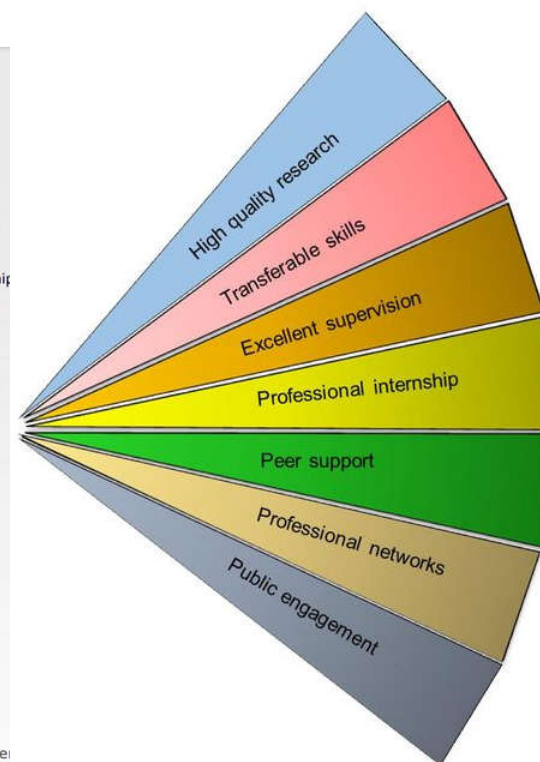 High quality research
Transferable skills
Excellent supervision
Professional internship
Peer support
Professional networks
Public engagement